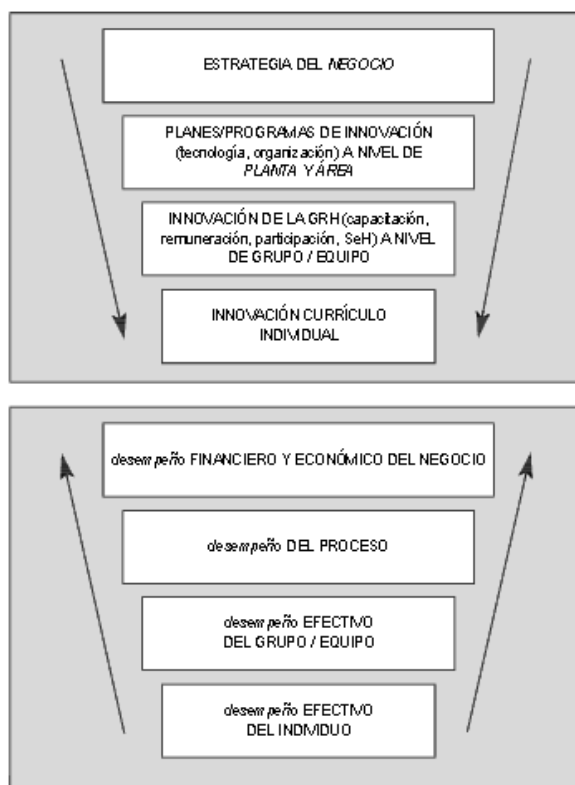 ESTRATEGIA DEL NEGOCIO
PLANES/PROGRAMAS DE INNOVACIÓN
(tecnología, organización) A NIVEL DE
PLANTA Y ÁREA
INNOVACIÓN DE LA GRH (capacitación,
remuneración, participación, SeH) A NIVEL
DE GRUPO / EQUIPO
INNOVACIÓN CURRÍCULO
INDIVIDUAL
desempeño FINANCIERO Y ECONÓMICO DEL NEGOCIO
desempeño DEL PROCESO
desempeño EFECTIVO
DEL GRUPO / EQUIPO
desempeño EFECTIVO
DEL INDIVIDUO